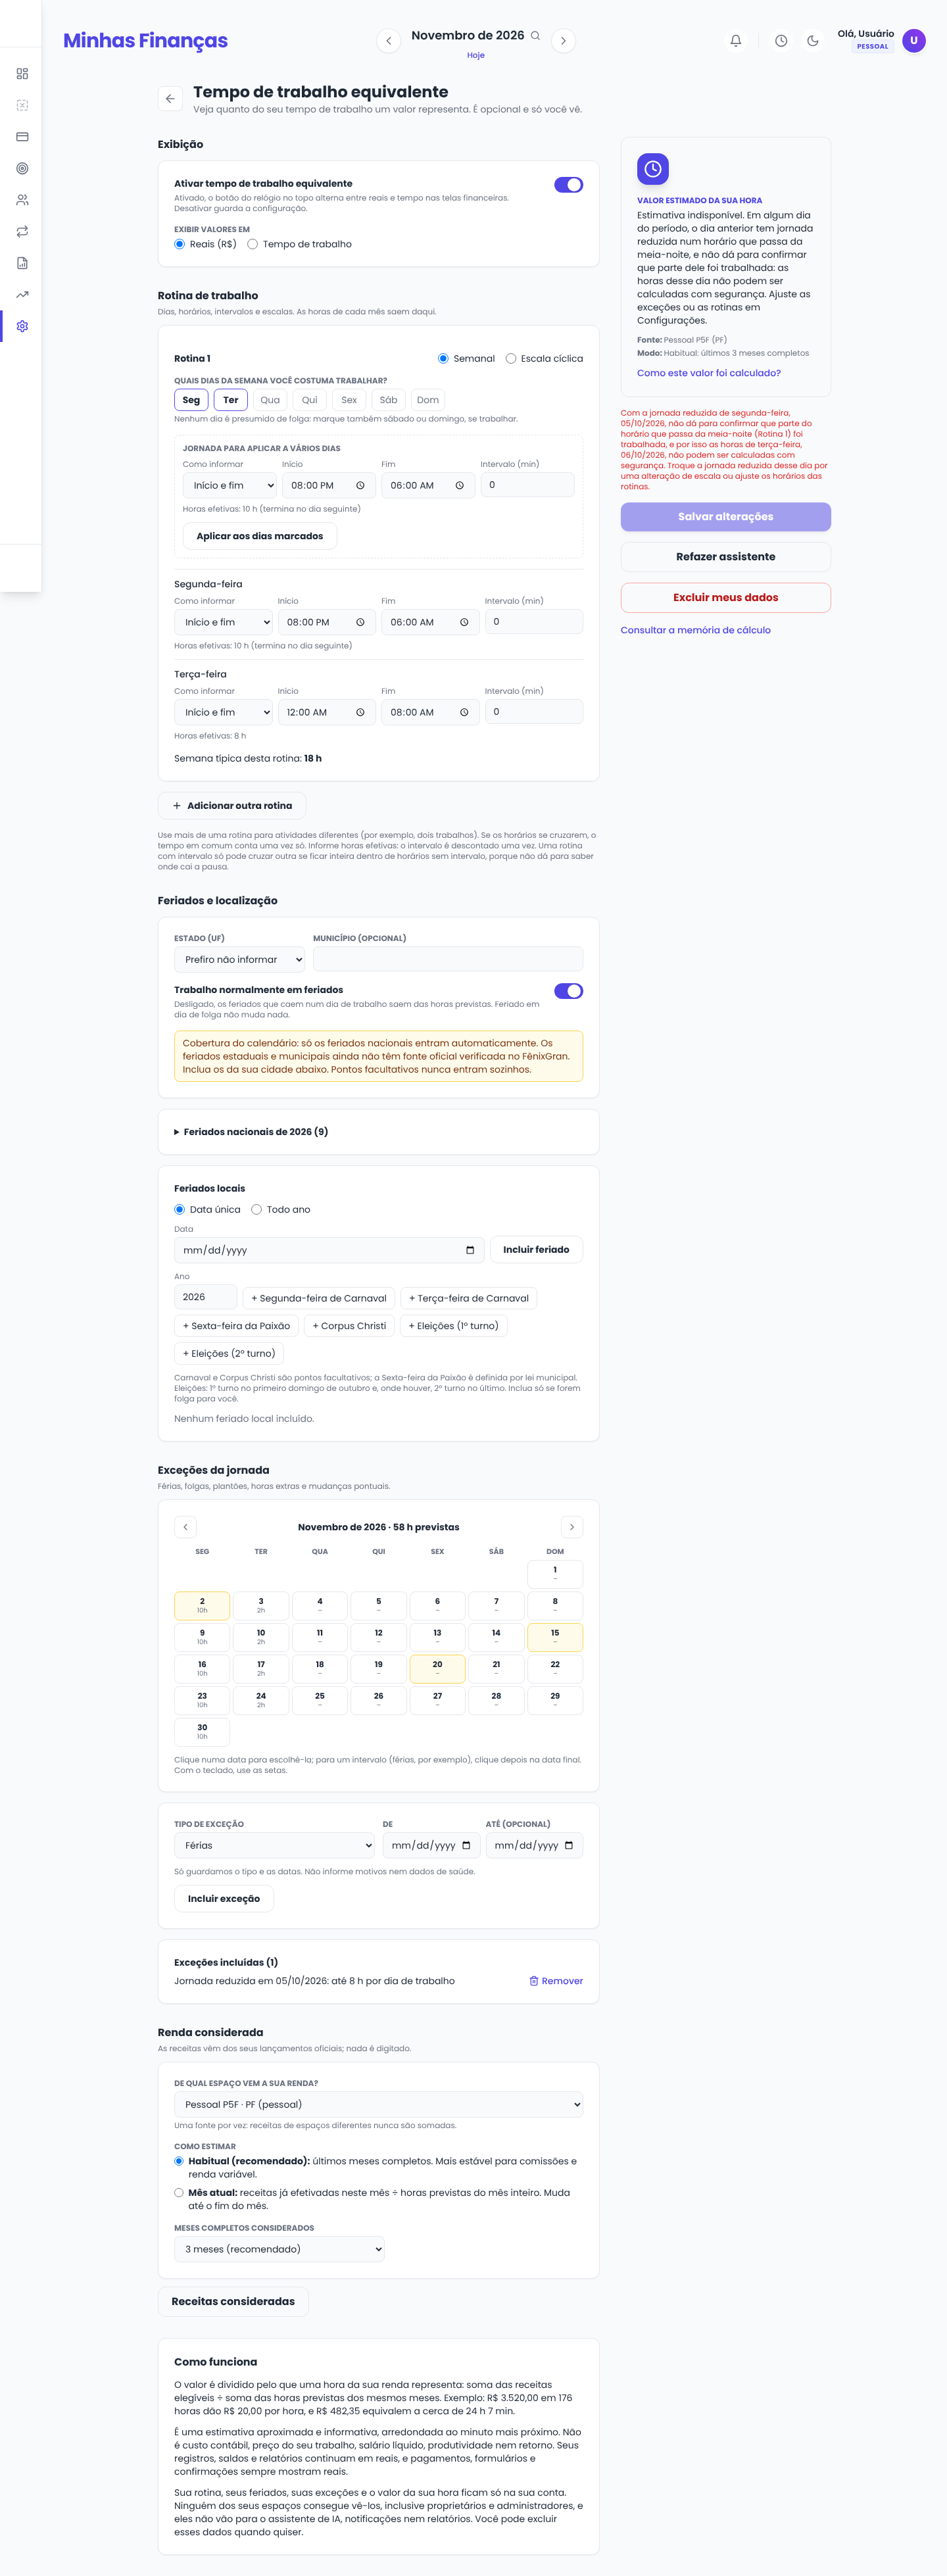 Minhas Finanças
Novembro de 2026
Hoje
Olá, Usuário
PESSOAL
U
Tempo de trabalho equivalente
Veja quanto do seu tempo de trabalho um valor representa. É opcional e só você vê.
Exibição
Ativar tempo de trabalho equivalente
Ativado, o botão do relógio no topo alterna entre reais e tempo nas telas financeiras.
Desativar guarda a configuração.
EXIBIR VALORES EM
Reais (R$) Tempo de trabalho
Rotina de trabalho
Dias, horários, intervalos e escalas. As horas de cada mês saem daqui.
Rotina 1 Semanal Escala cíclica
QUAIS DIAS DA SEMANA VOCÊ COSTUMA TRABALHAR?
Seg Ter Qua Qui Sex Sáb Dom
Nenhum dia é presumido de folga: marque também sábado ou domingo, se trabalhar.
JORNADA PARA APLICAR A VÁRIOS DIAS
Como informar Início Fim Intervalo (min)
Início e fim 08:00 PM 06:00 AM 0
Horas efetivas: 10 h (termina no dia seguinte)
Aplicar aos dias marcados
Segunda-feira
Como informar Início Fim Intervalo (min)
Início e fim 08:00 PM 06:00 AM 0
Horas efetivas: 10 h (termina no dia seguinte)
Terça-feira
Como informar Início Fim Intervalo (min)
Início e fim 12:00 AM 08:00 AM 0
Horas efetivas: 8 h
Semana típica desta rotina: 18 h
+ Adicionar outra rotina
Use mais de uma rotina para atividades diferentes (por exemplo, dois trabalhos). Se os horários se cruzarem, o
tempo em comum conta uma vez só. Informe horas efetivas: o intervalo é descontado uma vez. Uma rotina
com intervalo só pode cruzar outra se ficar inteira dentro de horários sem intervalo, porque não dá para saber
onde cai a pausa.
Feriados e localização
ESTADO (UF) MUNICÍPIO (OPCIONAL)
Prefiro não informar
Trabalho normalmente em feriados
Desligado, os feriados que caem num dia de trabalho saem das horas previstas. Feriado em
dia de folga não muda nada.
Cobertura do calendário: só os feriados nacionais entram automaticamente. Os
feriados estaduais e municipais ainda não têm fonte oficial verificada no FênixGran.
Inclua os da sua cidade abaixo. Pontos facultativos nunca entram sozinhos.
Feriados nacionais de 2026 (9)
Feriados locais
Data única Todo ano
Data
mm/dd/yyyy Incluir feriado
Ano
2026 + Segunda-feira de Carnaval + Terça-feira de Carnaval
+ Sexta-feira da Paixão + Corpus Christi + Eleições (1º turno)
+ Eleições (2º turno)
Carnaval e Corpus Christi são pontos facultativos; a Sexta-feira da Paixão é definida por lei municipal.
Eleições: 1º turno no primeiro domingo de outubro e, onde houver, 2º turno no último. Inclua só se forem
folga para você.
Nenhum feriado local incluído.
Exceções da jornada
Férias, folgas, plantões, horas extras e mudanças pontuais.
Novembro de 2026 · 58 h previstas
SEG TER QUA QUI SEX SÁB DOM
1
–
2 3 4 5 6 7 8
10h 2h – – – – –
9 10 11 12 13 14 15
10h 2h – – – – –
16 17 18 19 20 21 22
10h 2h – – – – –
23 24 25 26 27 28 29
10h 2h – – – – –
30
10h
Clique numa data para escolhê-la; para um intervalo (férias, por exemplo), clique depois na data final.
Com o teclado, use as setas.
TIPO DE EXCEÇÃO DE ATÉ (OPCIONAL)
Férias mm/dd/yyyy mm/dd/yyyy
Só guardamos o tipo e as datas. Não informe motivos nem dados de saúde.
Incluir exceção
Exceções incluídas (1)
Jornada reduzida em 05/10/2026: até 8 h por dia de trabalho Remover
Renda considerada
As receitas vêm dos seus lançamentos oficiais; nada é digitado.
DE QUAL ESPAÇO VEM A SUA RENDA?
Pessoal P5F · PF (pessoal)
Uma fonte por vez: receitas de espaços diferentes nunca são somadas.
COMO ESTIMAR
Habitual (recomendado): últimos meses completos. Mais estável para comissões e
renda variável.
Mês atual: receitas já efetivadas neste mês ÷ horas previstas do mês inteiro. Muda
até o fim do mês.
MESES COMPLETOS CONSIDERADOS
3 meses (recomendado)
Receitas consideradas
Como funciona
O valor é dividido pelo que uma hora da sua renda representa: soma das receitas
elegíveis ÷ soma das horas previstas dos mesmos meses. Exemplo: R$ 3.520,00 em 176
horas dão R$ 20,00 por hora, e R$ 482,35 equivalem a cerca de 24 h 7 min.
É uma estimativa aproximada e informativa, arredondada ao minuto mais próximo. Não
é custo contábil, preço do seu trabalho, salário líquido, produtividade nem retorno. Seus
registros, saldos e relatórios continuam em reais, e pagamentos, formulários e
confirmações sempre mostram reais.
Sua rotina, seus feriados, suas exceções e o valor da sua hora ficam só na sua conta.
Ninguém dos seus espaços consegue vê-los, inclusive proprietários e administradores, e
eles não vão para o assistente de IA, notificações nem relatórios. Você pode excluir
esses dados quando quiser.
VALOR ESTIMADO DA SUA HORA
Estimativa indisponível. Em algum dia
do período, o dia anterior tem jornada
reduzida num horário que passa da
meia-noite, e não dá para confirmar
que parte dele foi trabalhada: as
horas desse dia não podem ser
calculadas com segurança. Ajuste as
exceções ou as rotinas em
Configurações.
Fonte: Pessoal P5F (PF)
Modo: Habitual: últimos 3 meses completos
Como este valor foi calculado?
Com a jornada reduzida de segunda-feira,
05/10/2026, não dá para confirmar que parte do
horário que passa da meia-noite (Rotina 1) foi
trabalhada, e por isso as horas de terça-feira,
06/10/2026, não podem ser calculadas com
segurança. Troque a jornada reduzida desse dia por
uma alteração de escala ou ajuste os horários das
rotinas.
Salvar alterações
Refazer assistente
Excluir meus dados
Consultar a memória de cálculo